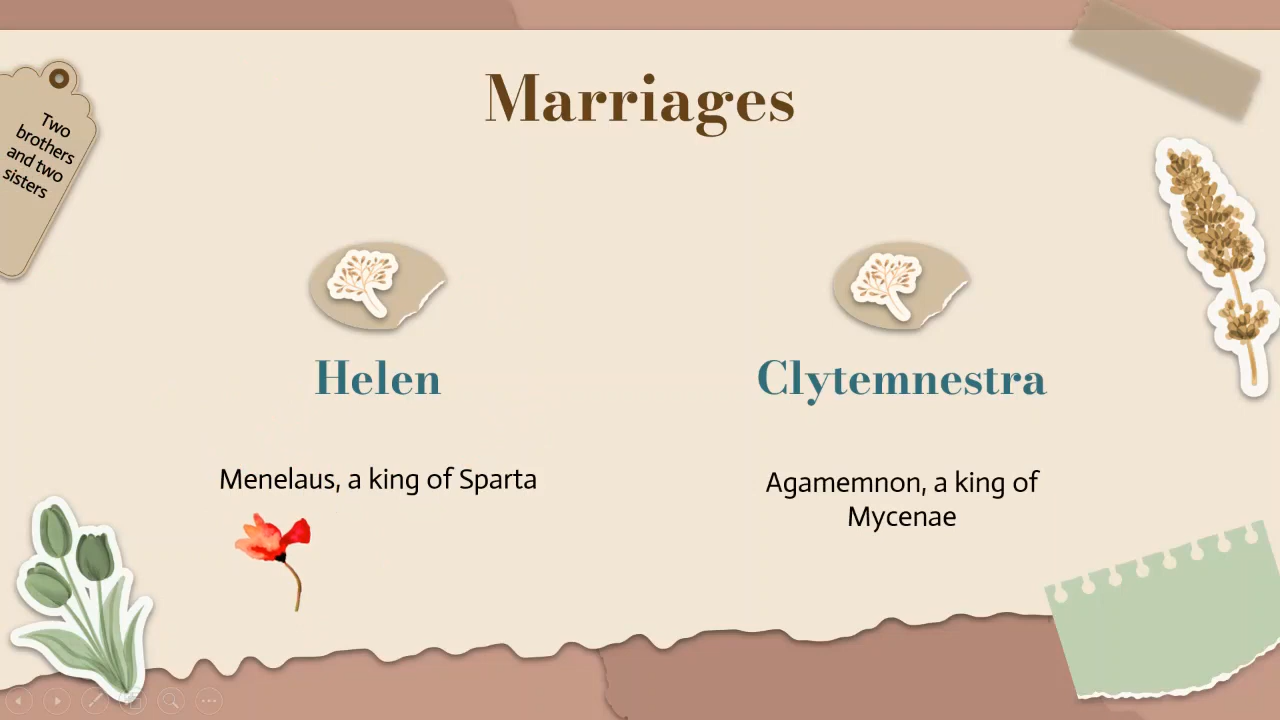 Marriages
Two
brothers
and two
sisters
Helen
Clytemnestra
Menelaus, a king of Sparta
Agamemnon, a king of
Mycenae